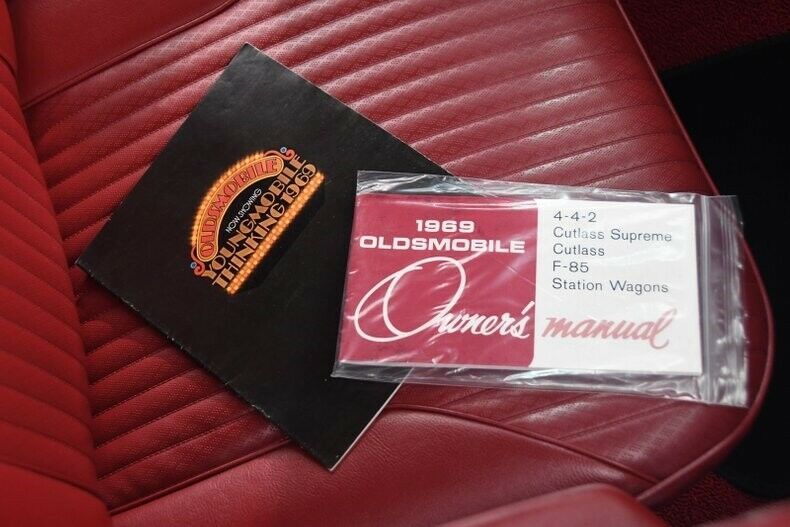 OLDSMOBILE
NOW SHOWING
YOUNGMOBILE
THINKING 1969
1969
OLDSMOBILE
Owner's manual
4-4-2
Cutlass Supreme
Cutlass
F-85
Station Wagons